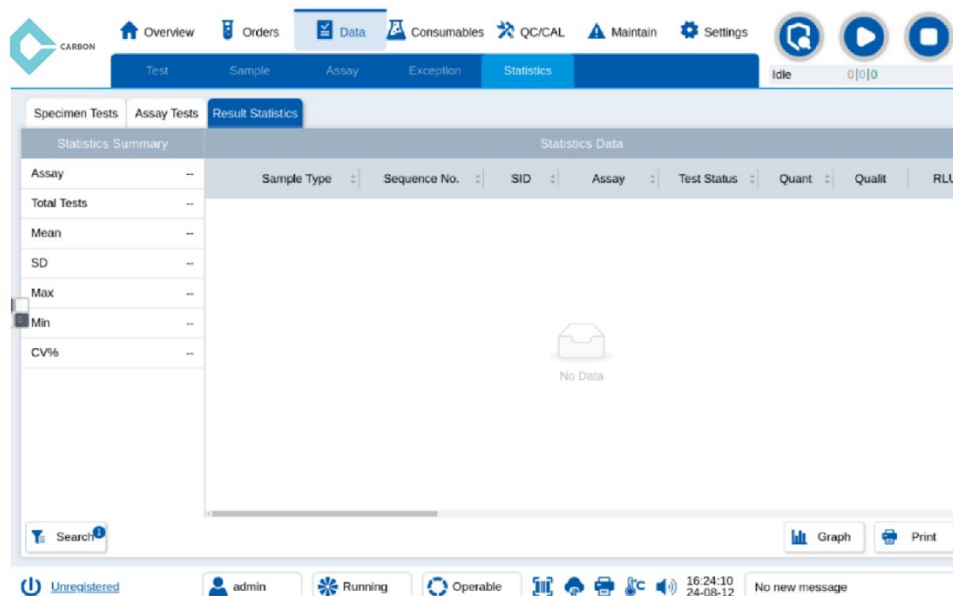 CARBON
Overview Orders Data Consumables QC/CAL Maintain Settings
Test Sample Assay Exception Statistics
Idle 0|0|0
Specimen Tests Assay Tests Result Statistics
Statistics Summary Statistics Data
Sample Type Sequence No. SID Assay Test Status Quant Qualit RLU
Assay --
Total Tests --
Mean --
SD --
Max --
Min --
CV% --
No Data
Search 1 Graph Print
Unregistered admin Running Operable °C 16:24:10 No new message
24-08-12